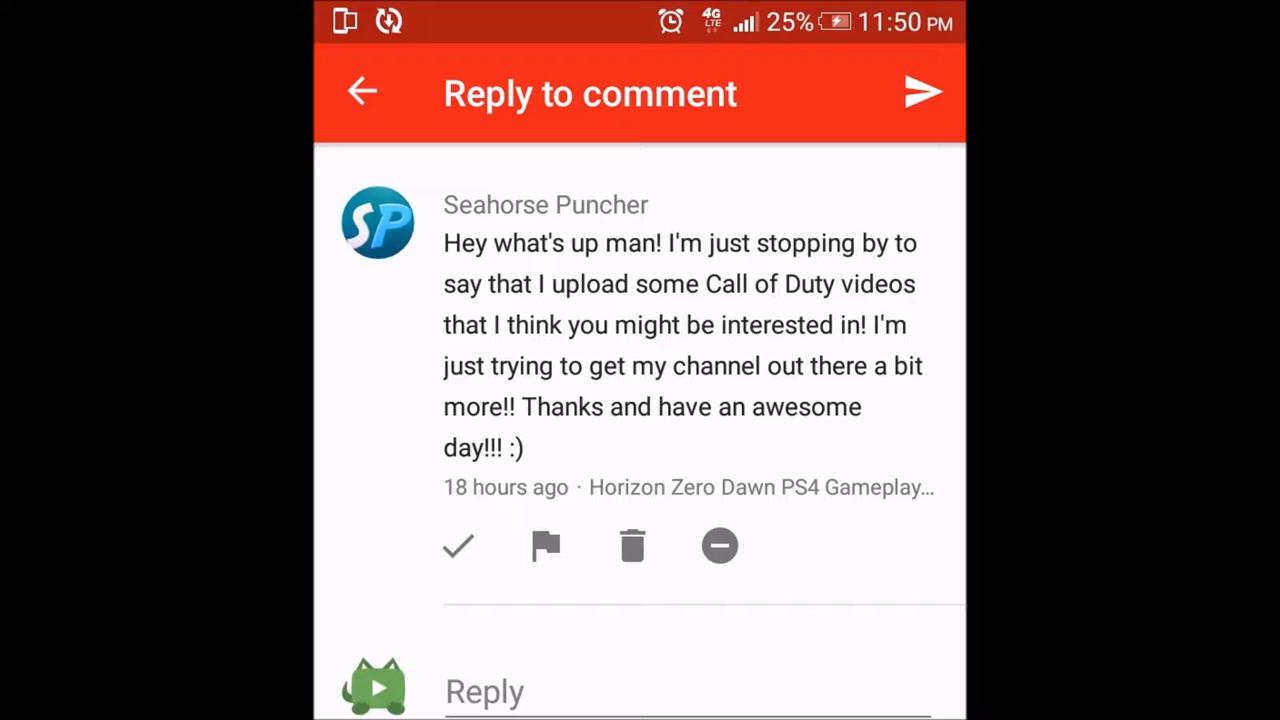 4G LTE 25% 11:50 PM
Reply to comment
SP
Seahorse Puncher
Hey what's up man! I'm just stopping by to
say that I upload some Call of Duty videos
that I think you might be interested in! I'm
just trying to get my channel out there a bit
more!! Thanks and have an awesome
day!!! :)
18 hours ago · Horizon Zero Dawn PS4 Gameplay...
Reply